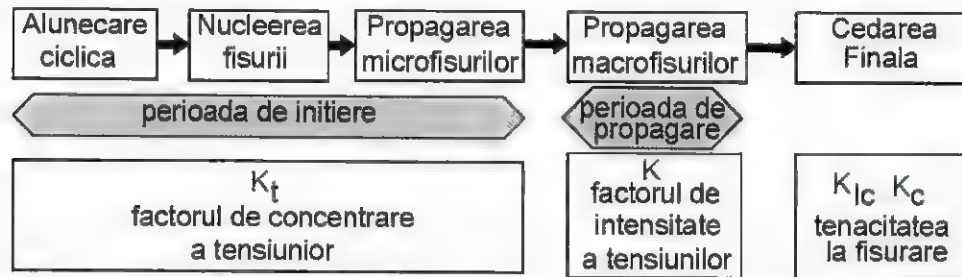 Alunecare
ciclica
Nucleerea
fisurii
Propagarea
microfisurilor
Propagarea
macrofisurilor
Cedarea
Finala
perioada de initiere
perioada de
propagare
Kt
factorul de concentrare
a tensiunior
K
factorul de
intensitate
a tensiunilor
KIc Kc
tenacitatea
la fisurare